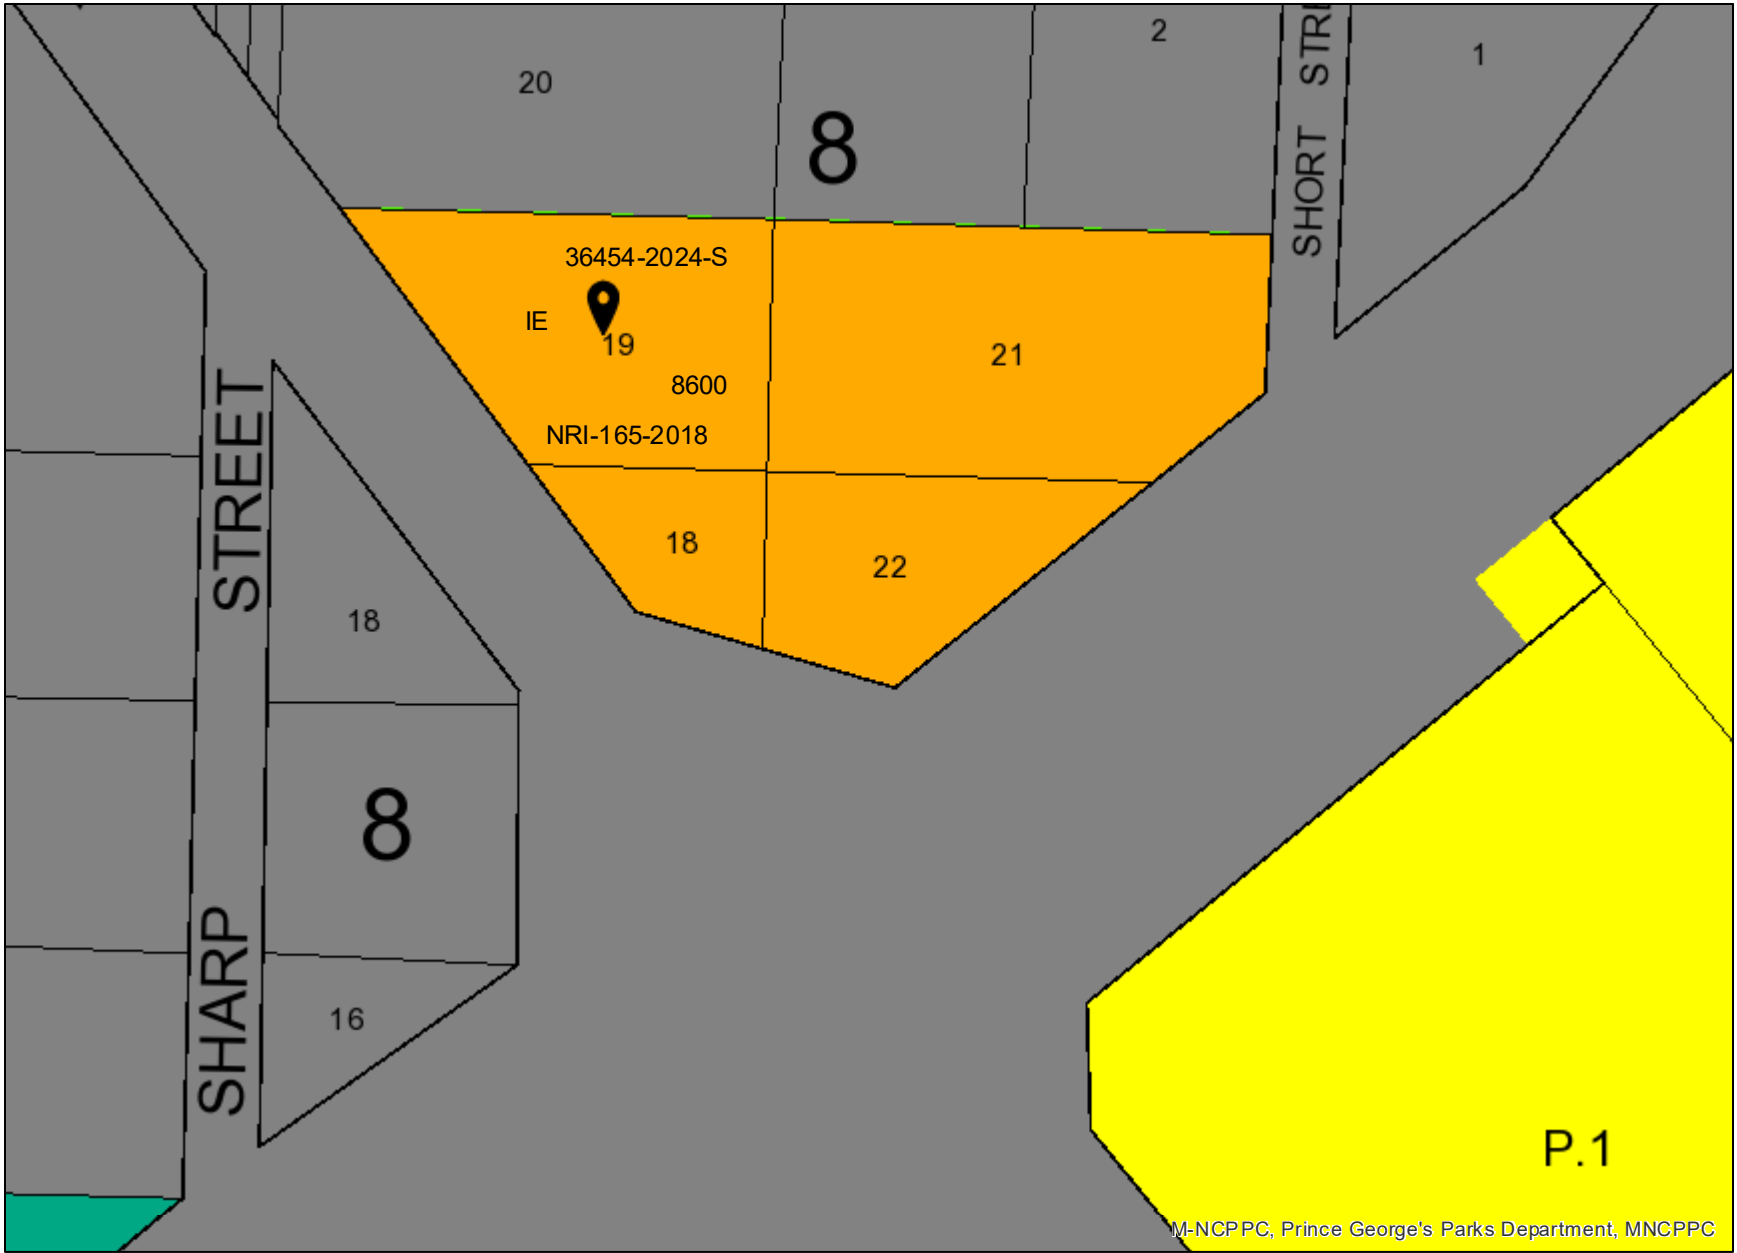 2
SHORT STRE
1
20
8
36454-2024-S
IE
19
21
8600
NRI-165-2018
SHARP STREET
18
22
18
8
16
P.1
M-NCPPC, Prince George's Parks Department, MNCPPC